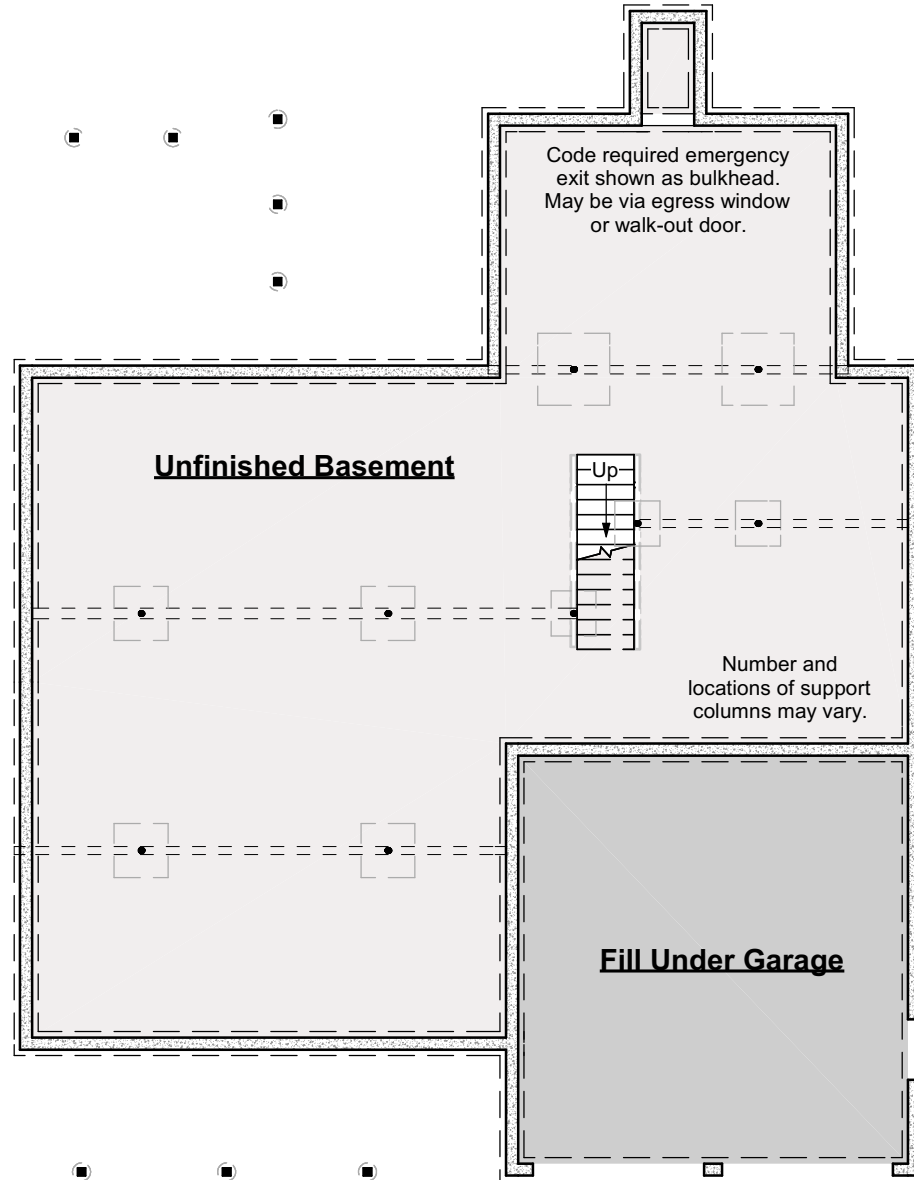 Code required emergency
exit shown as bulkhead.
May be via egress window
or walk-out door.
Unfinished Basement
Up
Number and
locations of support
columns may vary.
Fill Under Garage